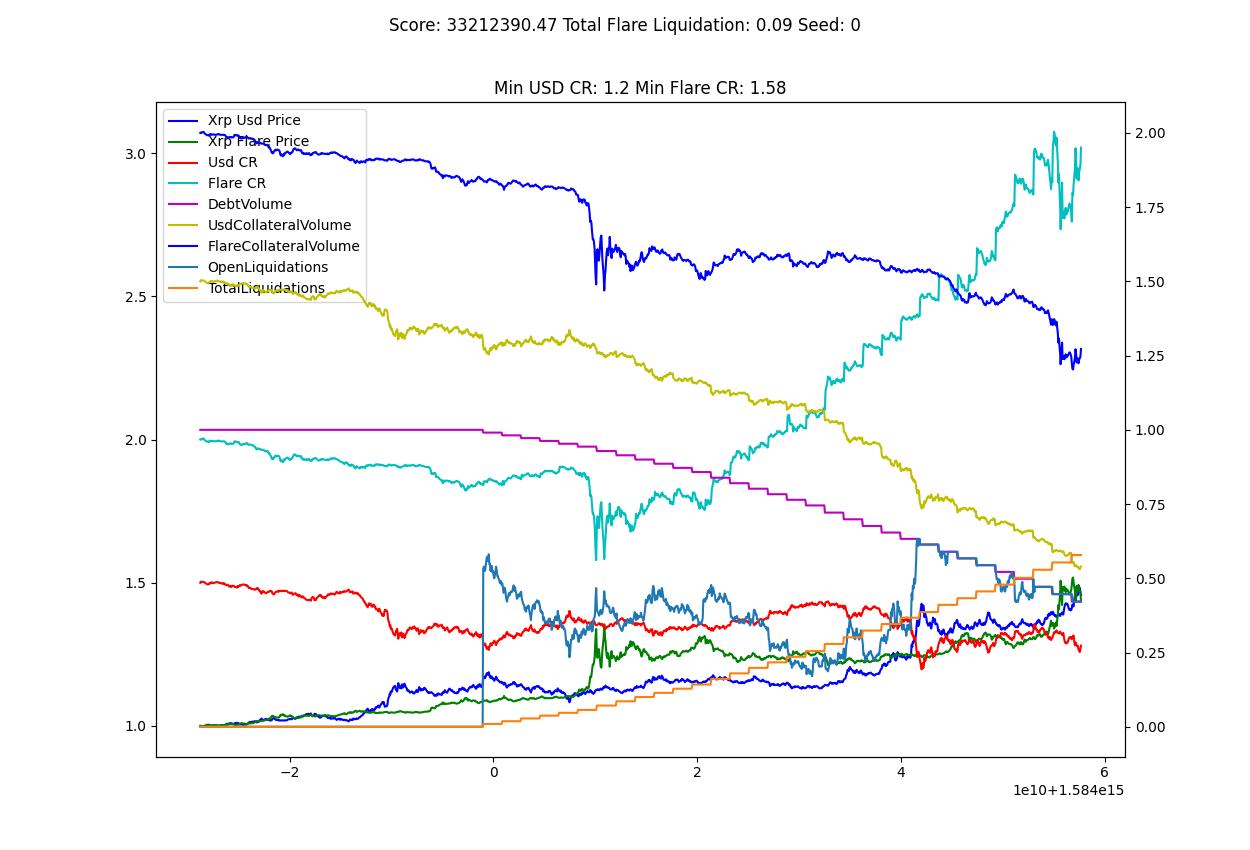 Score: 33212390.47 Total Flare Liquidation: 0.09 Seed: 0
Min USD CR: 1.2 Min Flare CR: 1.58
Xrp Usd Price
Xrp Flare Price
Usd CR
Flare CR
DebtVolume
UsdCollateralVolume
FlareCollateralVolume
OpenLiquidations
TotalLiquidations
3.0
2.5
2.0
1.5
1.0
2.00
1.75
1.50
1.25
1.00
0.75
0.50
0.25
0.00
−2 0 2 4 6
1e10+1.584e15